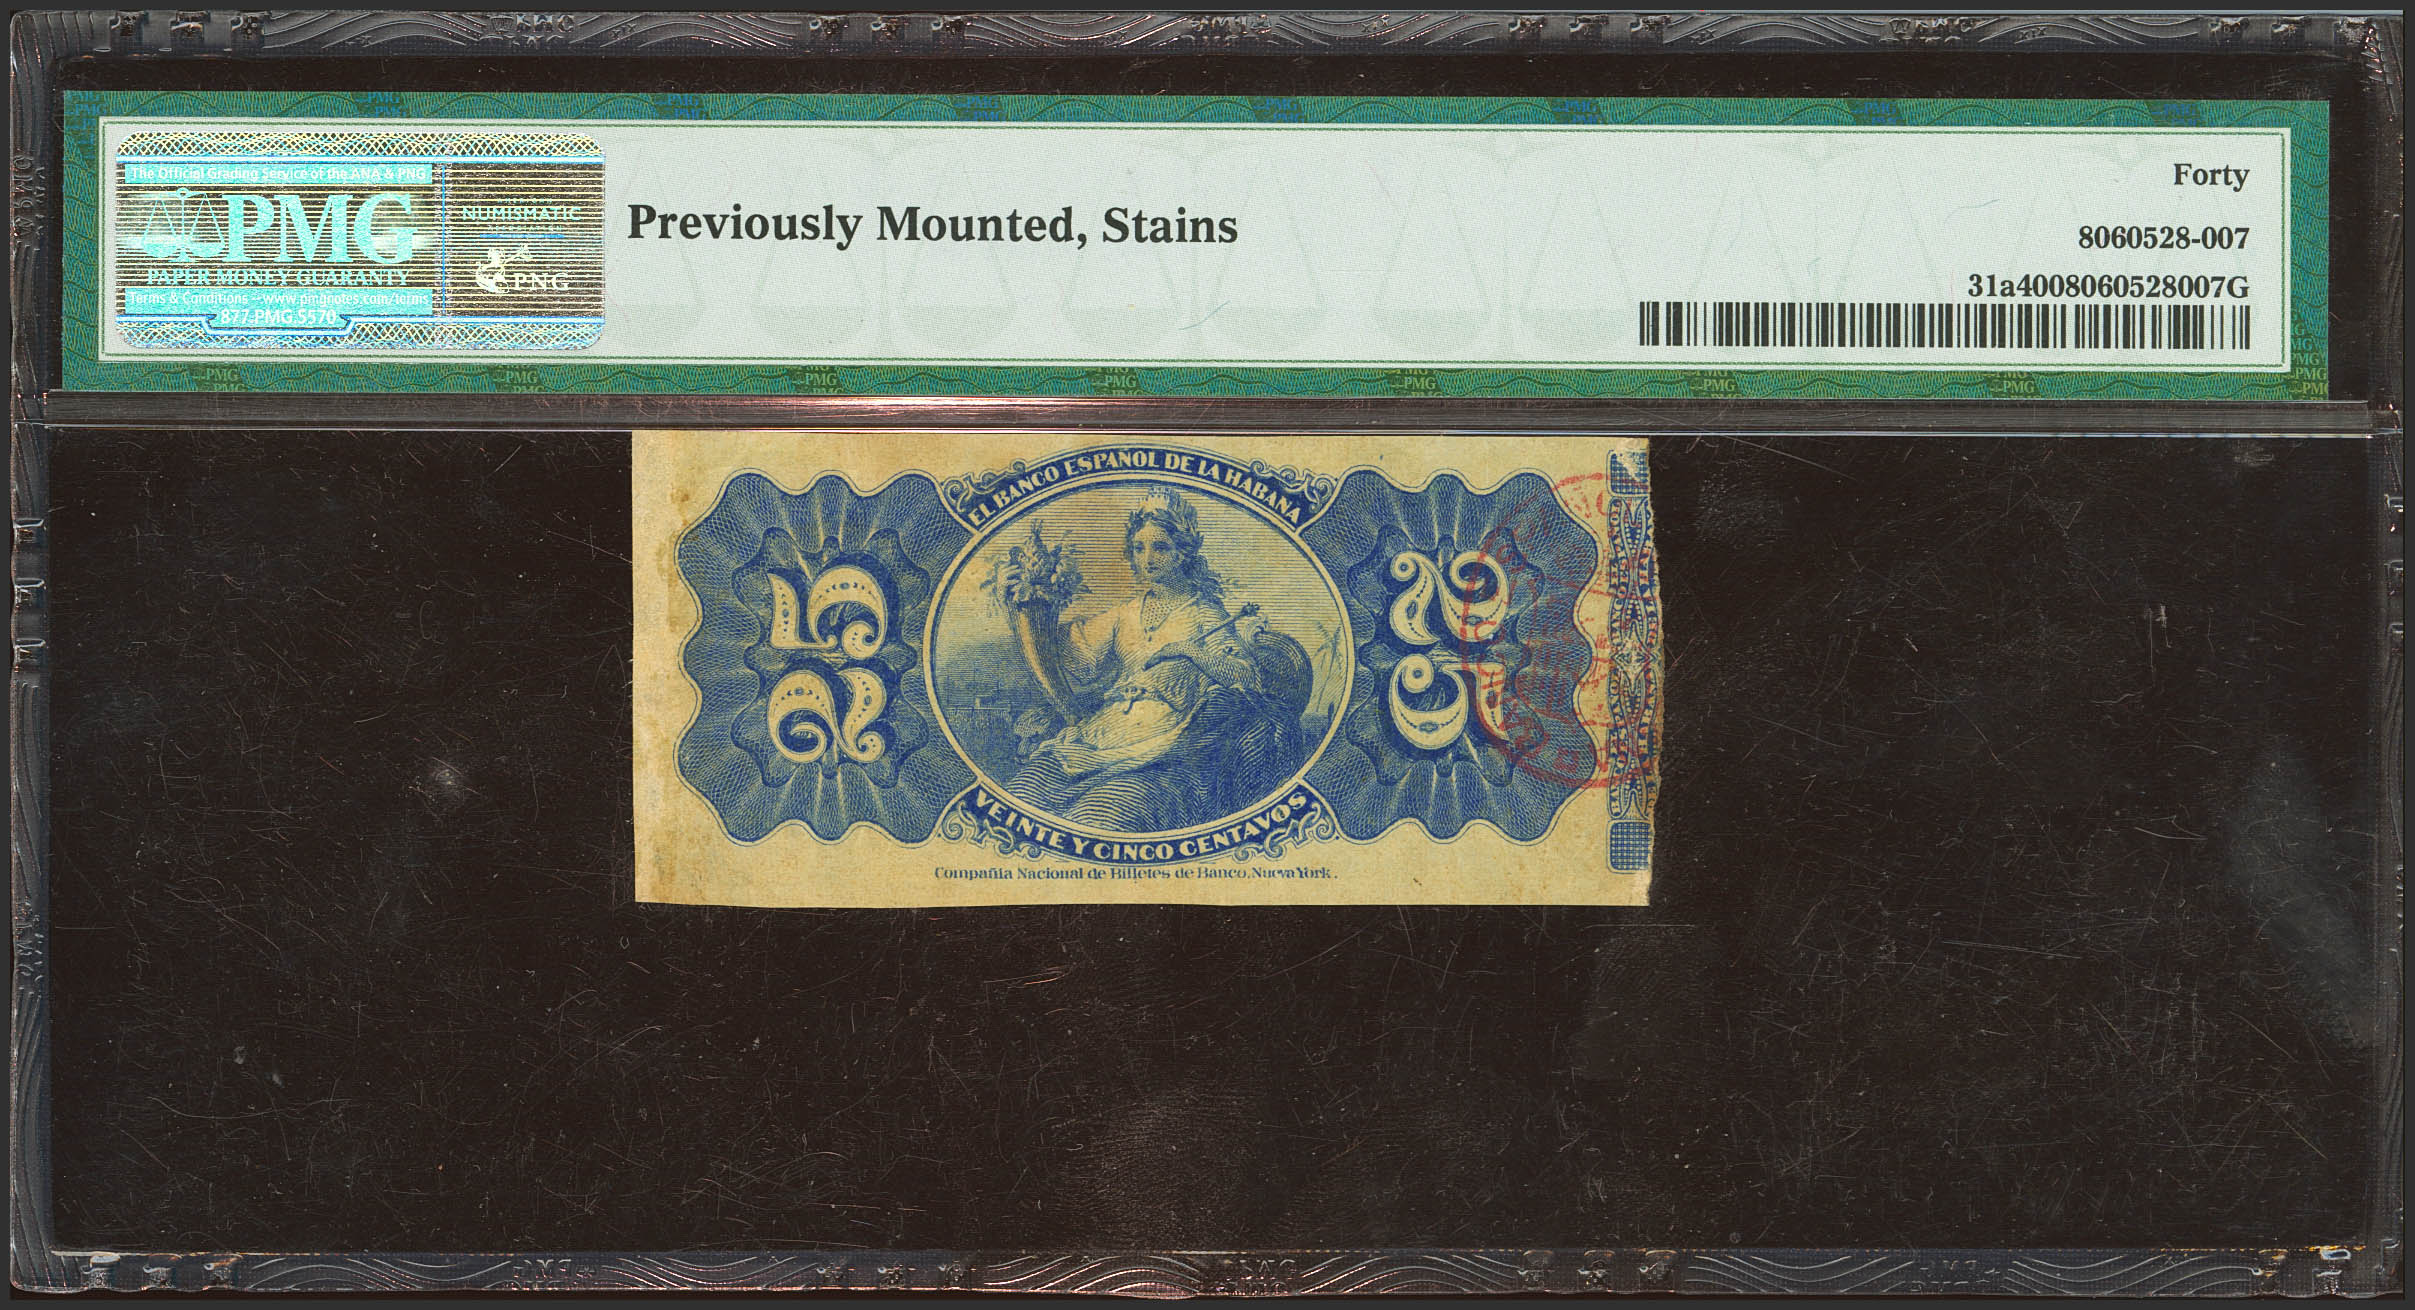 The Official Grading Service of the ANA & PNG
PMG
PAPER MONEY GUARANTY
Terms & Conditions - www.pmgnotes.com/terms
877.PMG.5570
NUMISMATIC
PNG
Previously Mounted, Stains
Forty
8060528-007
31a4008060528007G
EL BANCO ESPAÑOL DE LA HABANA
25
25
VEINTE Y CINCO CENTAVOS
Compañia Nacional de Billetes de Banco, Nueva York.